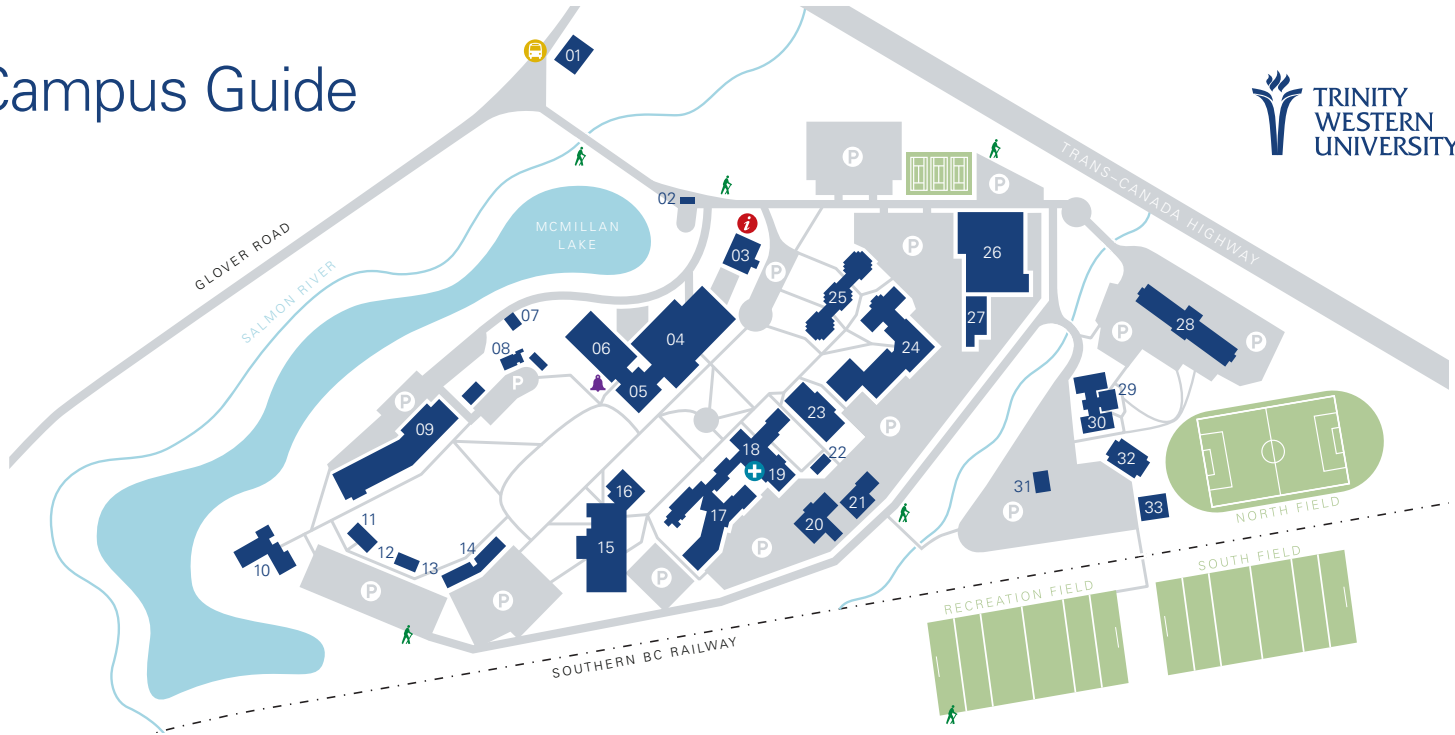 Campus Guide
TRINITY
WESTERN
UNIVERSITY
TRANS–CANADA HIGHWAY
GLOVER ROAD
SALMON RIVER
MCMILLAN
LAKE
01
02
i
03
04
05
06
07
08
09
10
11
12
13
14
15
16
17
18
19
20
21
22
23
24
25
26
27
28
29
30
31
32
33
P
P
P
P
P
P
P
P
P
P
P
P
P
P
NORTH FIELD
SOUTH FIELD
RECREATION FIELD
SOUTHERN BC RAILWAY